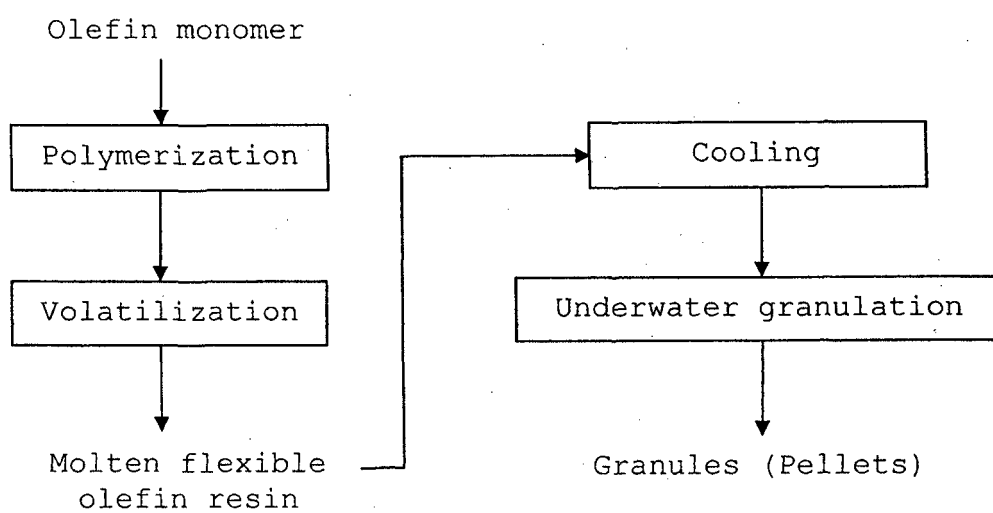 Olefin monomer
Polymerization
Volatilization
Molten flexible
olefin resin
Cooling
Underwater granulation
Granules (Pellets)